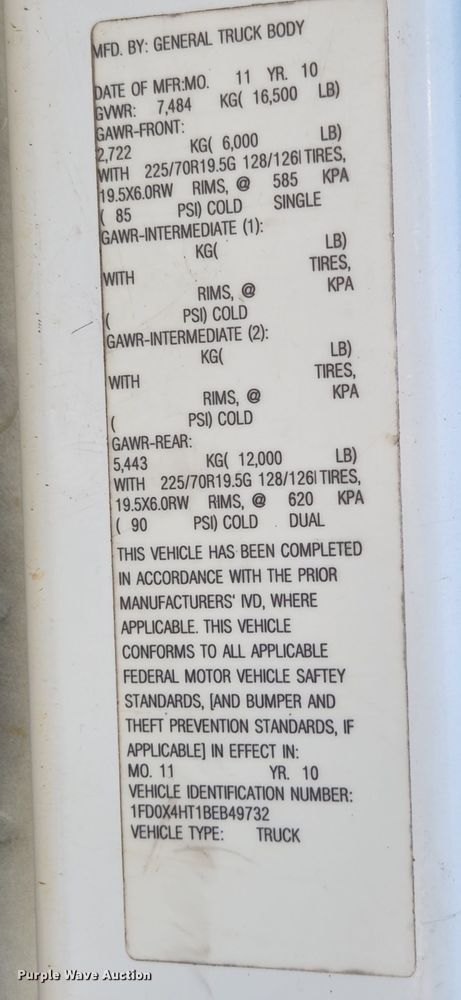 MFD. BY: GENERAL TRUCK BODY
DATE OF MFR:MO. 11 YR. 10
GVWR: 7,484 KG( 16,500 LB)
GAWR-FRONT:
2,722 KG( 6,000 LB)
WITH 225/70R19.5G 128/126l TIRES,
19.5X6.0RW RIMS, @ 585 KPA
( 85 PSI) COLD SINGLE
GAWR-INTERMEDIATE (1):
KG( LB)
WITH TIRES,
RIMS, @ KPA
( PSI) COLD
GAWR-INTERMEDIATE (2):
KG( LB)
WITH TIRES,
RIMS, @ KPA
( PSI) COLD
GAWR-REAR:
5,443 KG( 12,000 LB)
WITH 225/70R19.5G 128/126l TIRES,
19.5X6.0RW RIMS, @ 620 KPA
( 90 PSI) COLD DUAL
THIS VEHICLE HAS BEEN COMPLETED
IN ACCORDANCE WITH THE PRIOR
MANUFACTURERS' IVD, WHERE
APPLICABLE. THIS VEHICLE
CONFORMS TO ALL APPLICABLE
FEDERAL MOTOR VEHICLE SAFTEY
STANDARDS, [AND BUMPER AND
THEFT PREVENTION STANDARDS, IF
APPLICABLE] IN EFFECT IN:
MO. 11 YR. 10
VEHICLE IDENTIFICATION NUMBER:
1FD0X4HT1BEB49732
VEHICLE TYPE: TRUCK
Purple Wave Auction